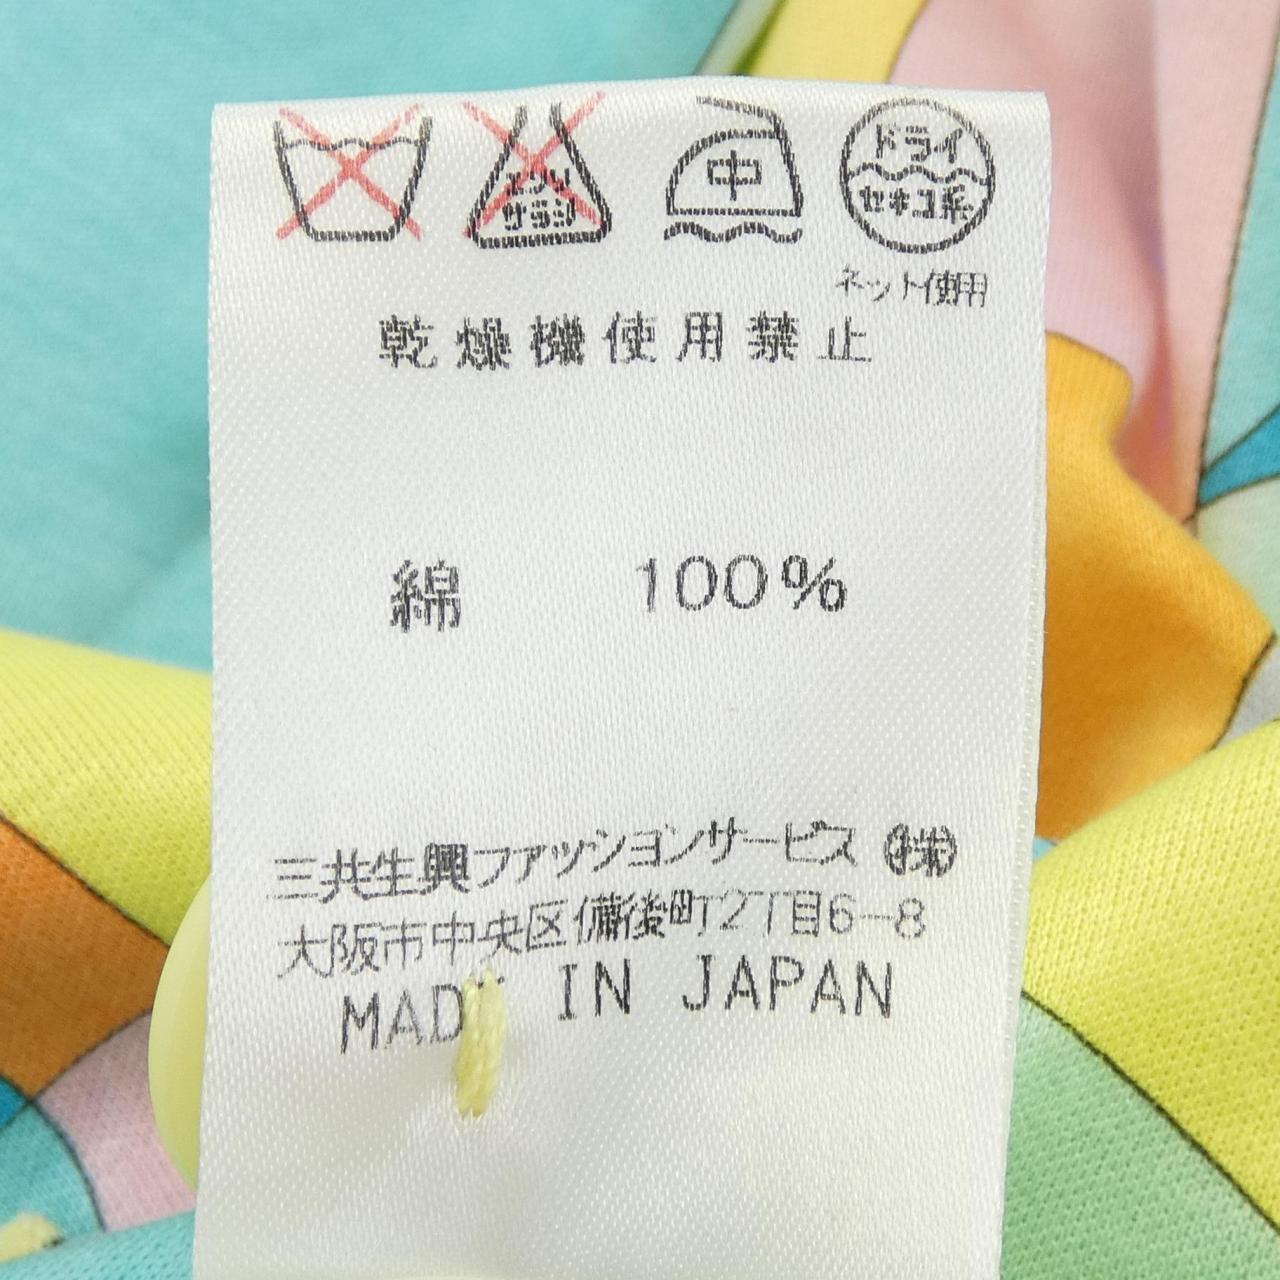 エンソ
サラシ
中
ドライ
セキユ系
ネット使用
乾燥機使用禁止
綿 100%
三共生興ファッションサービス㈱
大阪市中央区備後町2丁目6-8
MADE IN JAPAN